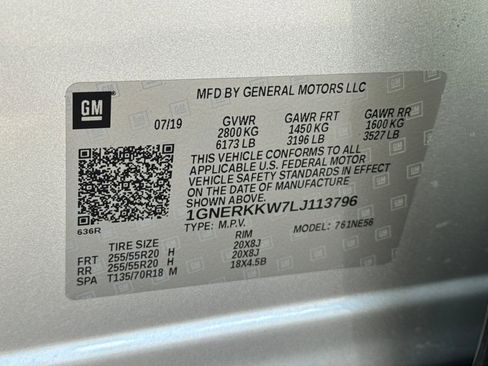 GM
MFD BY GENERAL MOTORS LLC
07/19 GVWR GAWR FRT GAWR RR
2800 KG 1450 KG 1600 KG
6173 LB 3196 LB 3527 LB
THIS VEHICLE CONFORMS TO ALL
APPLICABLE U.S. FEDERAL MOTOR
VEHICLE SAFETY STANDARDS IN EFFECT
ON THE DATE OF MANUFACTURE
SHOWN ABOVE.
1GNERKKW7LJ113796
636R
TYPE: M.P.V. MODEL: 761NE56
TIRE SIZE RIM
FRT 255/55R20 H 20X8J
RR 255/55R20 H 20X8J
SPA T135/70R18 M 18X4.5B